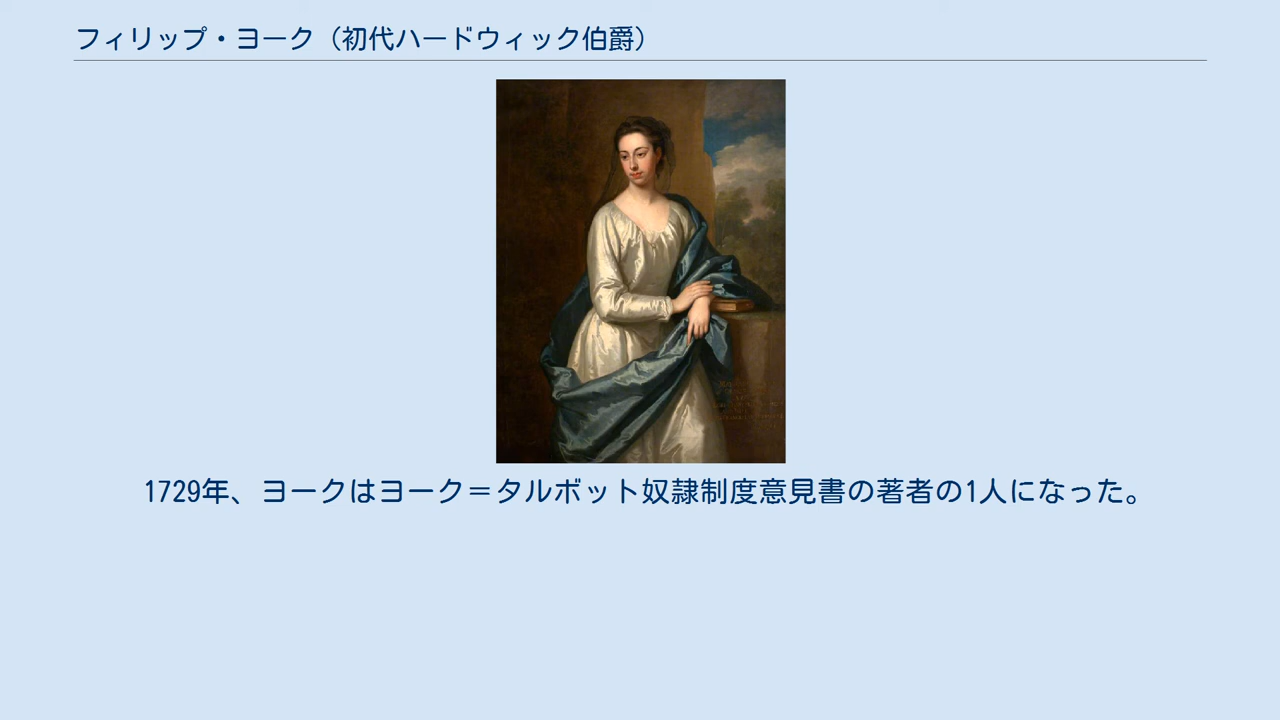 フィリップ・ヨーク（初代ハードウィック伯爵）
1729年、ヨークはヨーク＝タルボット奴隷制度意見書の著者の1人になった。